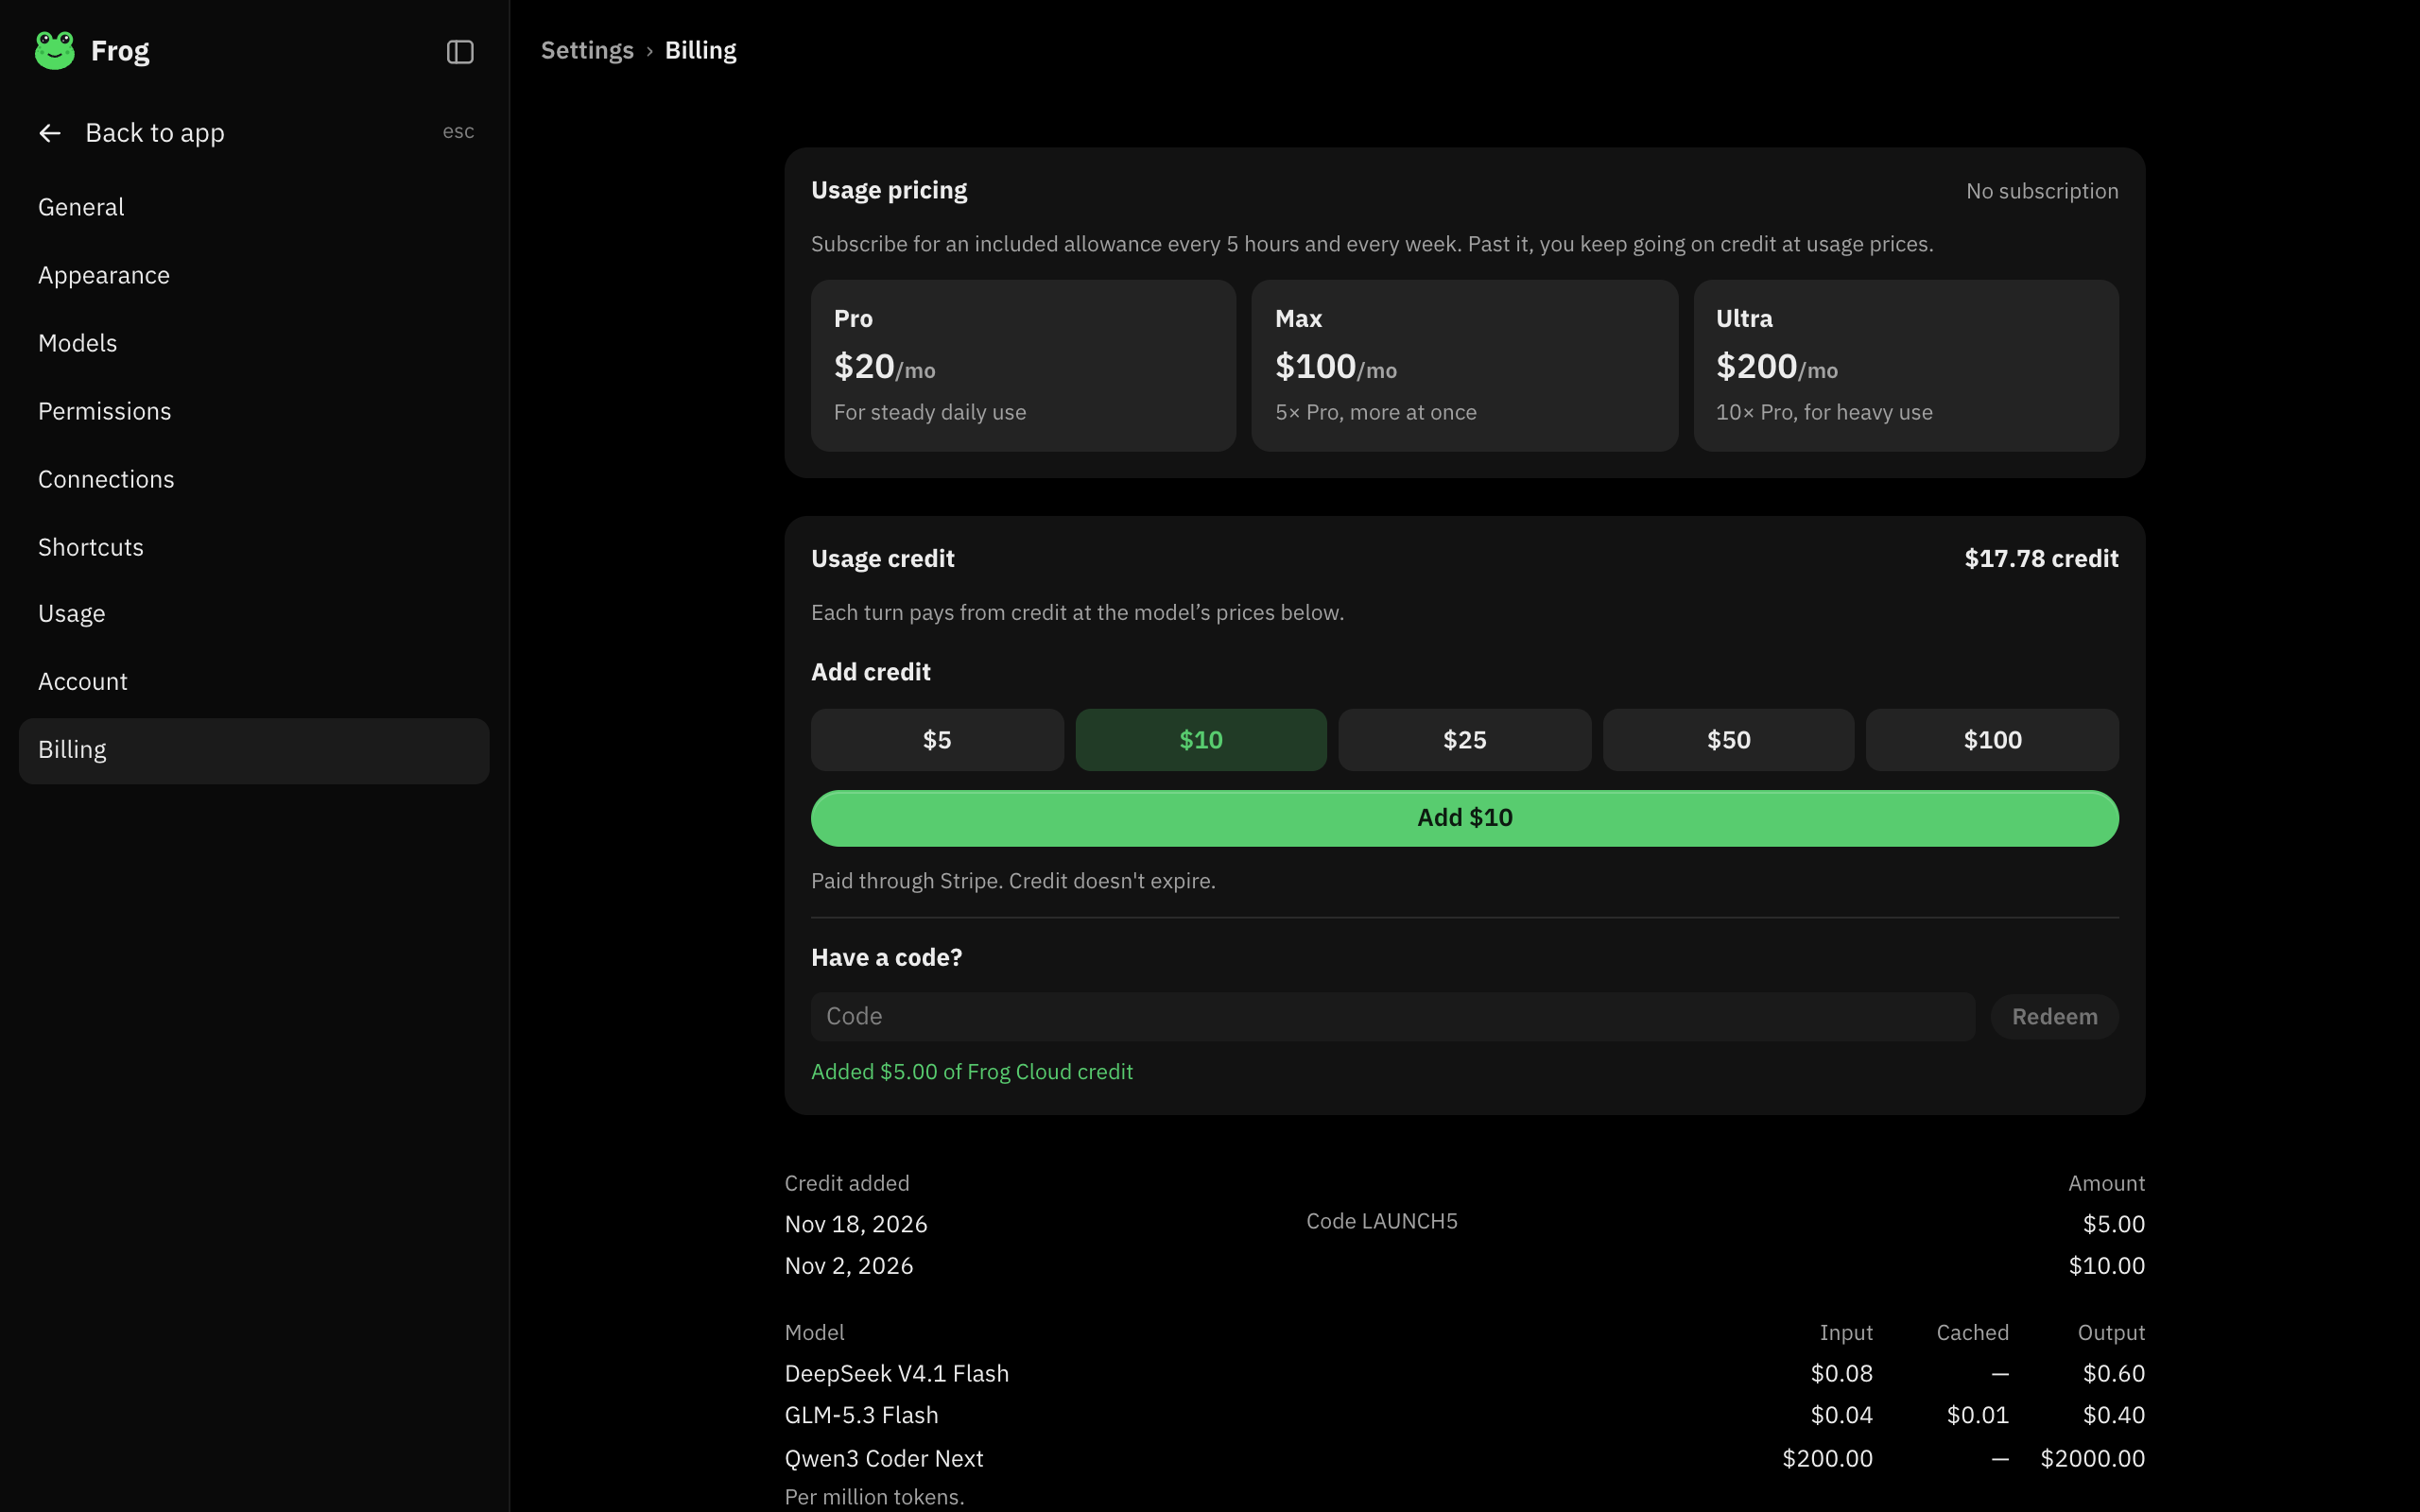 Frog
Back to app esc
General
Appearance
Models
Permissions
Connections
Shortcuts
Usage
Account
Billing
Settings › Billing
Usage pricing No subscription
Subscribe for an included allowance every 5 hours and every week. Past it, you keep going on credit at usage prices.
Pro
$20/mo
For steady daily use
Max
$100/mo
5× Pro, more at once
Ultra
$200/mo
10× Pro, for heavy use
Usage credit $17.78 credit
Each turn pays from credit at the model’s prices below.
Add credit
$5 $10 $25 $50 $100
Add $10
Paid through Stripe. Credit doesn't expire.
Have a code?
Code Redeem
Added $5.00 of Frog Cloud credit
Credit added Amount
Nov 18, 2026 Code LAUNCH5 $5.00
Nov 2, 2026 $10.00
Model Input Cached Output
DeepSeek V4.1 Flash $0.08 — $0.60
GLM-5.3 Flash $0.04 $0.01 $0.40
Qwen3 Coder Next $200.00 — $2000.00
Per million tokens.